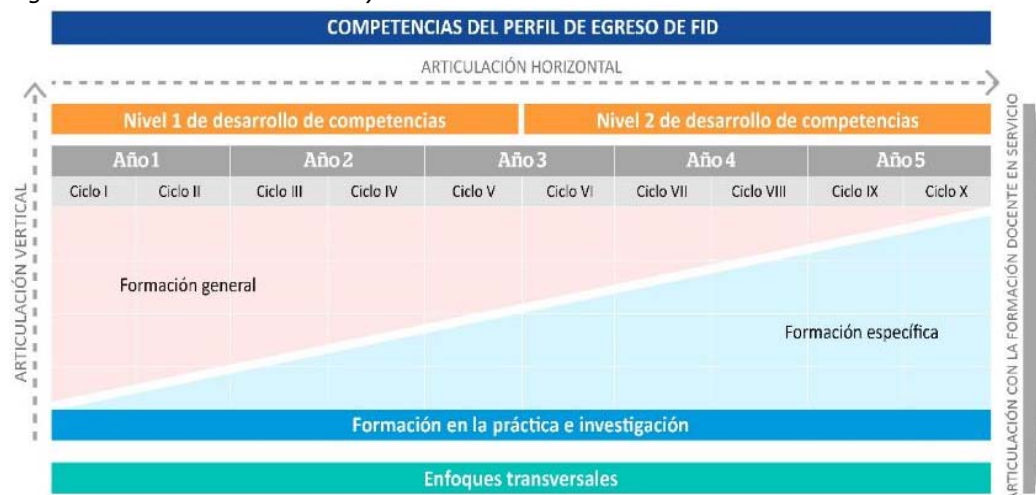 COMPETENCIAS DEL PERFIL DE EGRESO DE FID
ARTICULACIÓN HORIZONTAL
Nivel 1 de desarrollo de competencias
Nivel 2 de desarrollo de competencias
Año 1
Año 2
Año 3
Año 4
Año 5
Ciclo I
Ciclo II
Ciclo III
Ciclo IV
Ciclo V
Ciclo VI
Ciclo VII
Ciclo VIII
Ciclo IX
Ciclo X
ARTICULACIÓN VERTICAL
Formación general
Formación específica
Formación en la práctica e investigación
Enfoques transversales
ARTICULACIÓN CON LA FORMACIÓN DOCENTE EN SERVICIO